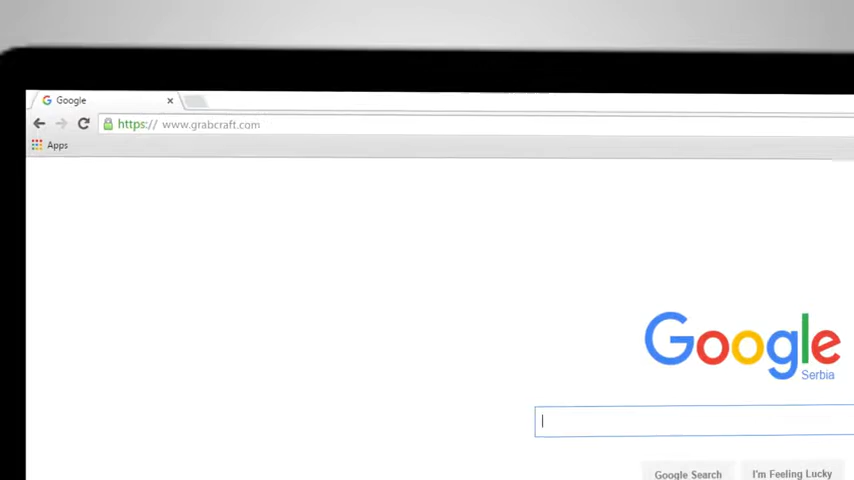 Google
https:// www.grabcraft.com
Apps
Google
Serbia
Google Search
I'm Feeling Lucky